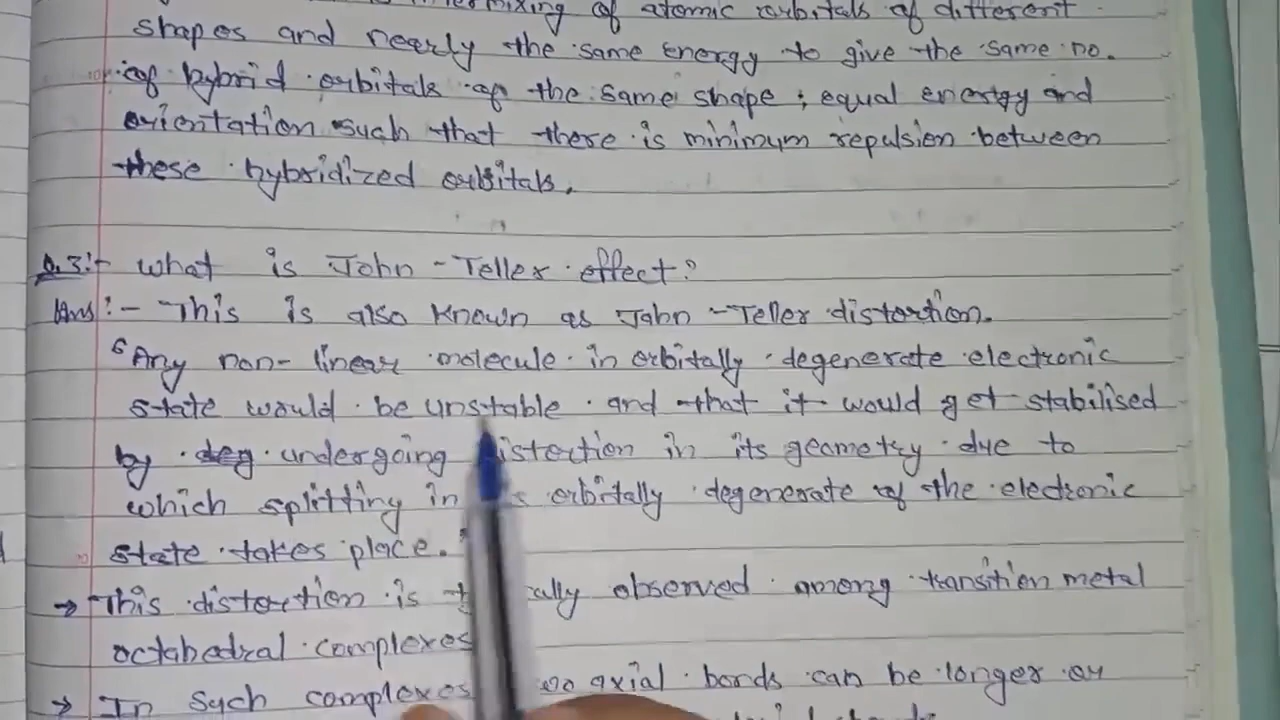 intermixing of atomic orbitals of different
shapes and nearly the same energy to give the same no.
of hybrid orbitals of the same shape, equal energy and
orientation such that there is minimum repulsion between
these hybridized orbitals.
Q.3:- What is John-Teller effect?
Ans:- This is also known as John-Teller distortion.
"Any non-linear molecule in orbitally degenerate electronic
state would be unstable and that it would get stabilised
by deg undergoing distortion in its geometry due to
which splitting in orbitally degenerate of the electronic
state takes place."
→ This distortion is observed among transition metal
octahedral complexes
→ In such complexes axial bonds can be longer or